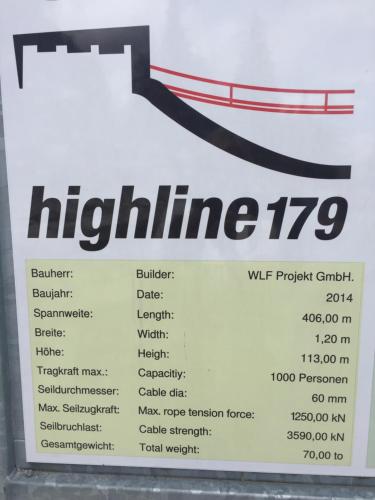 highline179
Bauherr: Builder: WLF Projekt GmbH.
Baujahr: Date: 2014
Spannweite: Length: 406,00 m
Breite: Width: 1,20 m
Höhe: Heigh: 113,00 m
Tragkraft max.: Capacitiy: 1000 Personen
Seildurchmesser: Cable dia: 60 mm
Max. Seilzugkraft: Max. rope tension force: 1250,00 kN
Seilbruchlast: Cable strength: 3590,00 kN
Gesamtgewicht: Total weight: 70,00 to